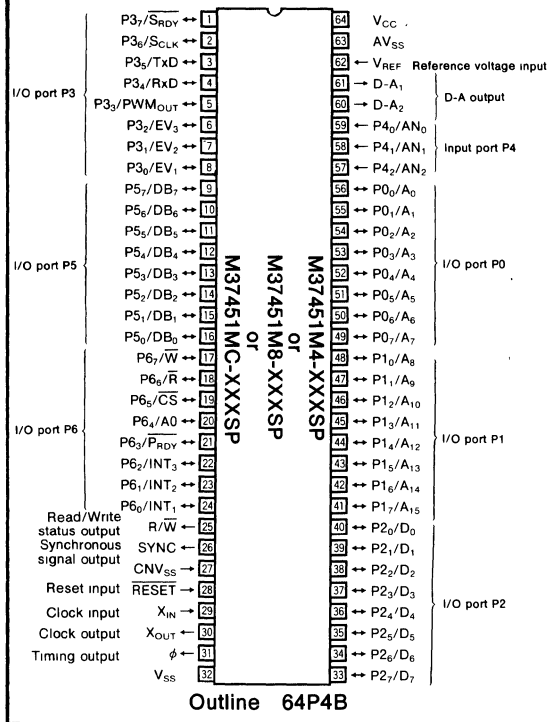 P3₇/S̅R̅D̅Y̅ ↔ 1
P3₆/SCLK ↔ 2
P3₅/TxD ↔ 3
P3₄/RxD ↔ 4
P3₃/PWMOUT ↔ 5
P3₂/EV₃ ↔ 6
P3₁/EV₂ ↔ 7
P3₀/EV₁ ↔ 8
I/O port P3
P5₇/DB₇ ↔ 9
P5₆/DB₆ ↔ 10
P5₅/DB₅ ↔ 11
P5₄/DB₄ ↔ 12
P5₃/DB₃ ↔ 13
P5₂/DB₂ ↔ 14
P5₁/DB₁ ↔ 15
P5₀/DB₀ ↔ 16
I/O port P5
P6₇/W̅ ↔ 17
P6₆/R̅ ↔ 18
P6₅/C̅S̅ ↔ 19
P6₄/A0 ↔ 20
P6₃/P̅R̅D̅Y̅ ↔ 21
P6₂/INT₃ ↔ 22
P6₁/INT₂ ↔ 23
P6₀/INT₁ ↔ 24
I/O port P6
Read/Write status output R/W̅ ← 25
Synchronous signal output SYNC ← 26
CNVSS → 27
Reset input R̅E̅S̅E̅T̅ → 28
Clock input XIN → 29
Clock output XOUT ← 30
Timing output ϕ ← 31
VSS 32
M37451MC-XXXSP
or
M37451M8-XXXSP
or
M37451M4-XXXSP
64 VCC
63 AVSS
62 ← VREF Reference voltage input
61 → D-A₁
60 → D-A₂
D-A output
59 ← P4₀/AN₀
58 ← P4₁/AN₁
57 ← P4₂/AN₂
Input port P4
56 ↔ P0₀/A₀
55 ↔ P0₁/A₁
54 ↔ P0₂/A₂
53 ↔ P0₃/A₃
52 ↔ P0₄/A₄
51 ↔ P0₅/A₅
50 ↔ P0₆/A₆
49 ↔ P0₇/A₇
I/O port P0
48 ↔ P1₀/A₈
47 ↔ P1₁/A₉
46 ↔ P1₂/A₁₀
45 ↔ P1₃/A₁₁
44 ↔ P1₄/A₁₂
43 ↔ P1₅/A₁₃
42 ↔ P1₆/A₁₄
41 ↔ P1₇/A₁₅
I/O port P1
40 ↔ P2₀/D₀
39 ↔ P2₁/D₁
38 ↔ P2₂/D₂
37 ↔ P2₃/D₃
36 ↔ P2₄/D₄
35 ↔ P2₅/D₅
34 ↔ P2₆/D₆
33 ↔ P2₇/D₇
I/O port P2
Outline 64P4B